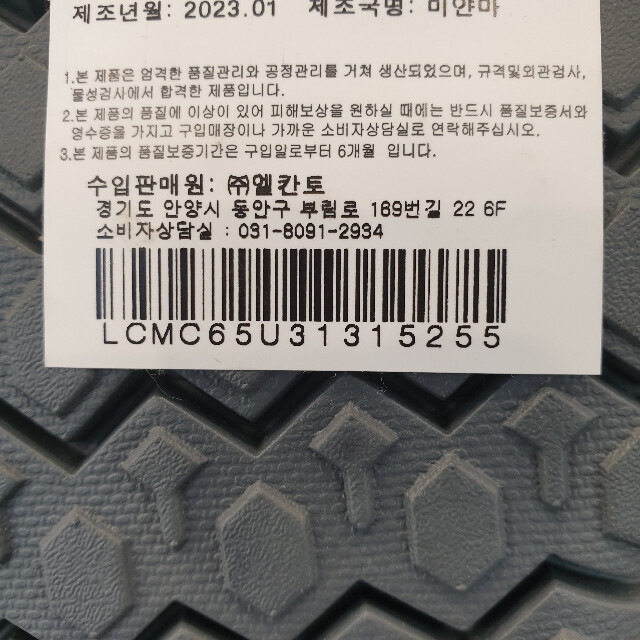 제조년월: 2023.01 제조국명: 미얀마
1.본 제품은 엄격한 품질관리와 공정관리를 거쳐 생산되었으며, 규격및외관검사,
물성검사에서 합격한 제품입니다.
2.본 제품의 품질에 이상이 있어 피해보상을 원하실 때에는 반드시 품질보증서와
영수증을 가지고 구입매장이나 가까운 소비자상담실로 연락해주십시오.
3.본 제품의 품질보증기간은 구입일로부터 6개월 입니다.
수입판매원: ㈜엘칸토
경기도 안양시 동안구 부림로 169번길 22 6F
소비자상담실 : 031-8091-2934
LCMC65U31315255